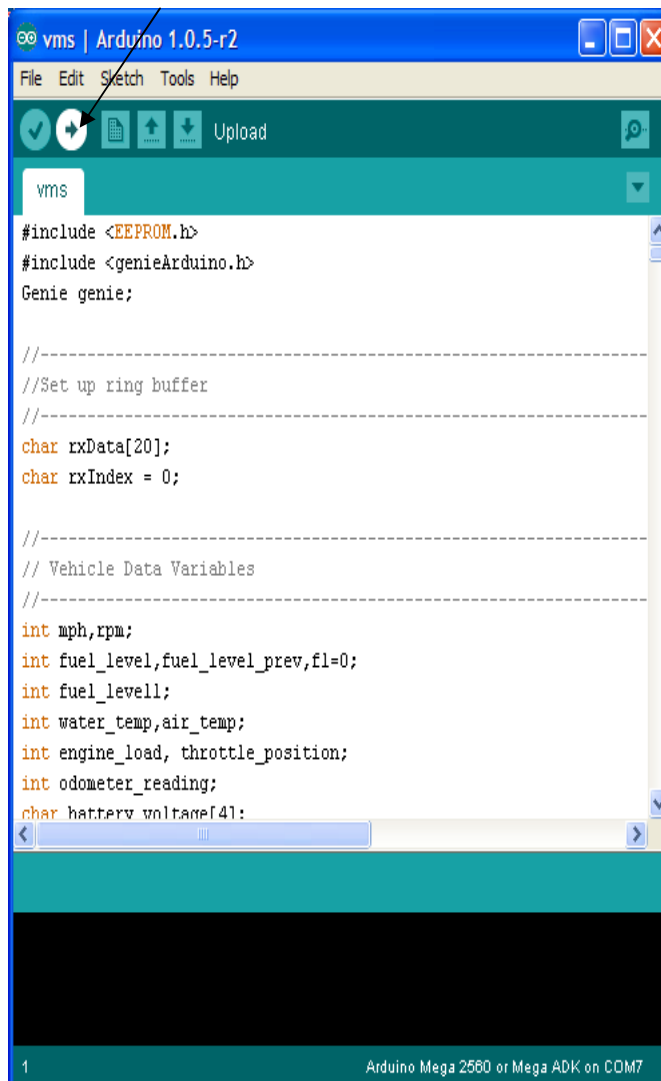 vms | Arduino 1.0.5-r2
File Edit Sketch Tools Help
Upload
vms
#include <EEPROM.h>
#include <genieArduino.h>
Genie genie;
//-----------------------------------------------------------------
//Set up ring buffer
//-----------------------------------------------------------------
char rxData[20];
char rxIndex = 0;
//-----------------------------------------------------------------
// Vehicle Data Variables
//-----------------------------------------------------------------
int mph,rpm;
int fuel_level,fuel_level_prev,fl=0;
int fuel_levell;
int water_temp,air_temp;
int engine_load, throttle_position;
int odometer_reading;
char battery_voltage[4];
1
Arduino Mega 2560 or Mega ADK on COM7